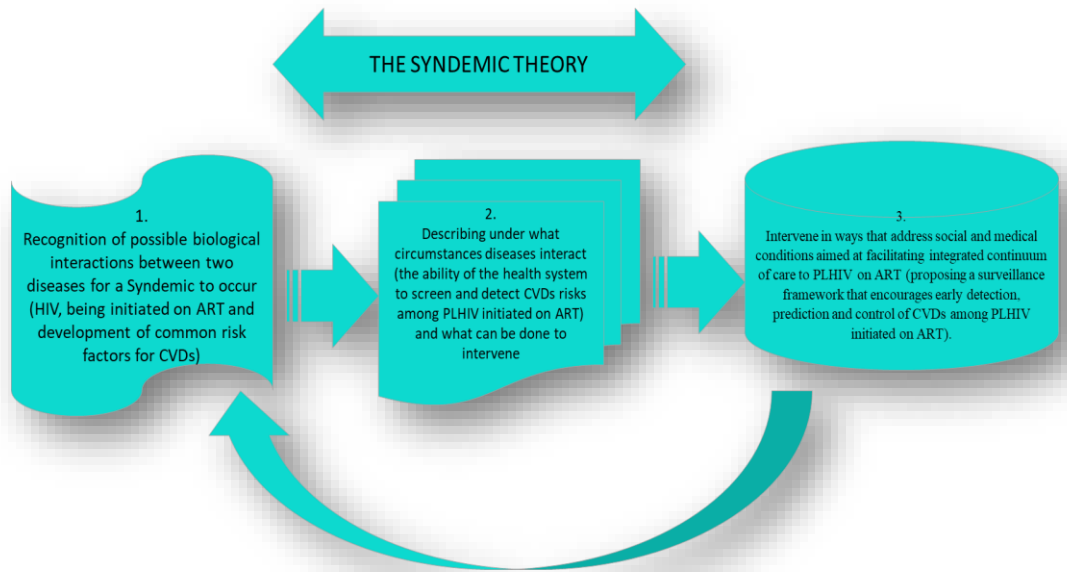 THE SYNDEMIC THEORY
1.
Recognition of possible biological
interactions between two
diseases for a Syndemic to occur
(HIV, being initiated on ART and
development of common risk
factors for CVDs)
2.
Describing under what
circumstances diseases interact
(the ability of the health system
to screen and detect CVDs risks
among PLHIV initiated on ART)
and what can be done to
intervene
3.
Intervene in ways that address social and medical
conditions aimed at facilitating integrated continuum
of care to PLHIV on ART (proposing a surveillance
framework that encourages early detection,
prediction and control of CVDs among PLHIV
initiated on ART).